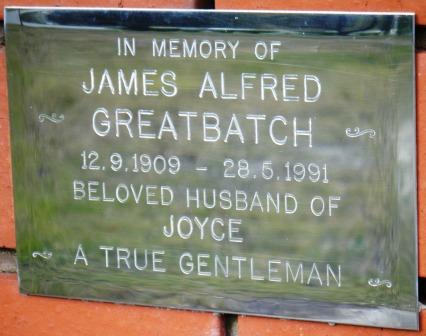 IN MEMORY OF
JAMES ALFRED
GREATBATCH
12.9.1909 - 28.5.1991
BELOVED HUSBAND OF
JOYCE
A TRUE GENTLEMAN